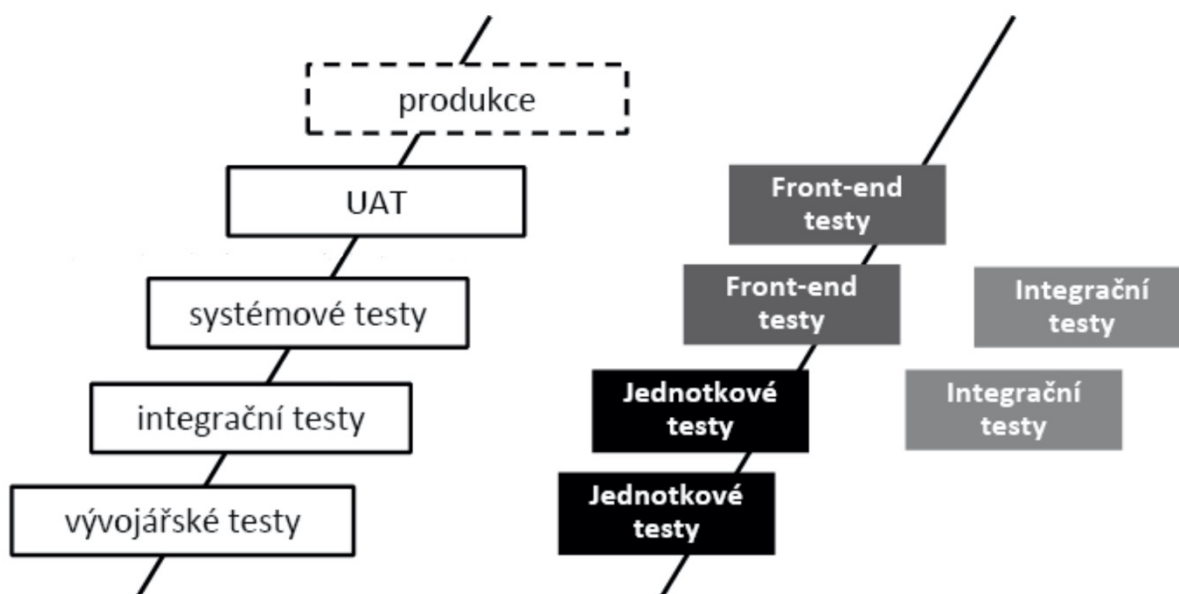 produkce
UAT
Front-end
testy
systémové testy
Front-end
testy
Integrační
testy
integrační testy
Jednotkové
testy
Integrační
testy
vývojářské testy
Jednotkové
testy